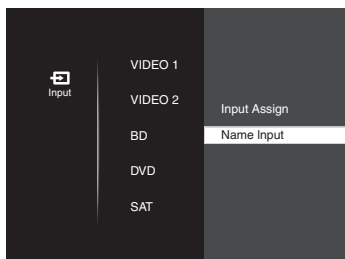 Input
VIDEO 1
VIDEO 2
BD
DVD
SAT
Input Assign
Name Input